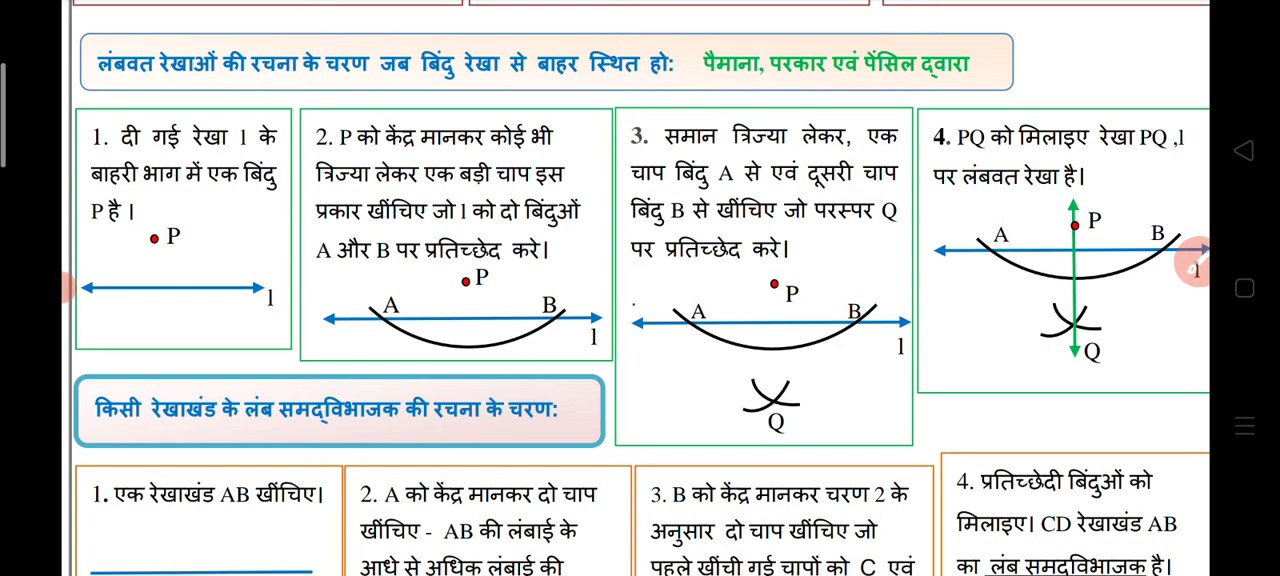 लंबवत रेखाओं की रचना के चरण जब बिंदु रेखा से बाहर स्थित हो: पैमाना, परकार एवं पेंसिल द्वारा
1. दी गई रेखा l के
बाहरी भाग में एक बिंदु
P है ।
P
l
2. P को केंद्र मानकर कोई भी
त्रिज्या लेकर एक बड़ी चाप इस
प्रकार खींचिए जो l को दो बिंदुओं
A और B पर प्रतिच्छेद करे।
P
A
B
l
3. समान त्रिज्या लेकर, एक
चाप बिंदु A से एवं दूसरी चाप
बिंदु B से खींचिए जो परस्पर Q
पर प्रतिच्छेद करे।
P
A
B
l
Q
4. PQ को मिलाइए रेखा PQ ,l
पर लंबवत रेखा है।
P
A
B
l
Q
किसी रेखाखंड के लंब समद्विभाजक की रचना के चरण:
1. एक रेखाखंड AB खींचिए।
2. A को केंद्र मानकर दो चाप
खींचिए - AB की लंबाई के
आधे से अधिक लंबाई की
3. B को केंद्र मानकर चरण 2 के
अनुसार दो चाप खींचिए जो
पहले खींची गई चापों को C एवं
4. प्रतिच्छेदी बिंदुओं को
मिलाइए। CD रेखाखंड AB
का लंब समद्विभाजक है।